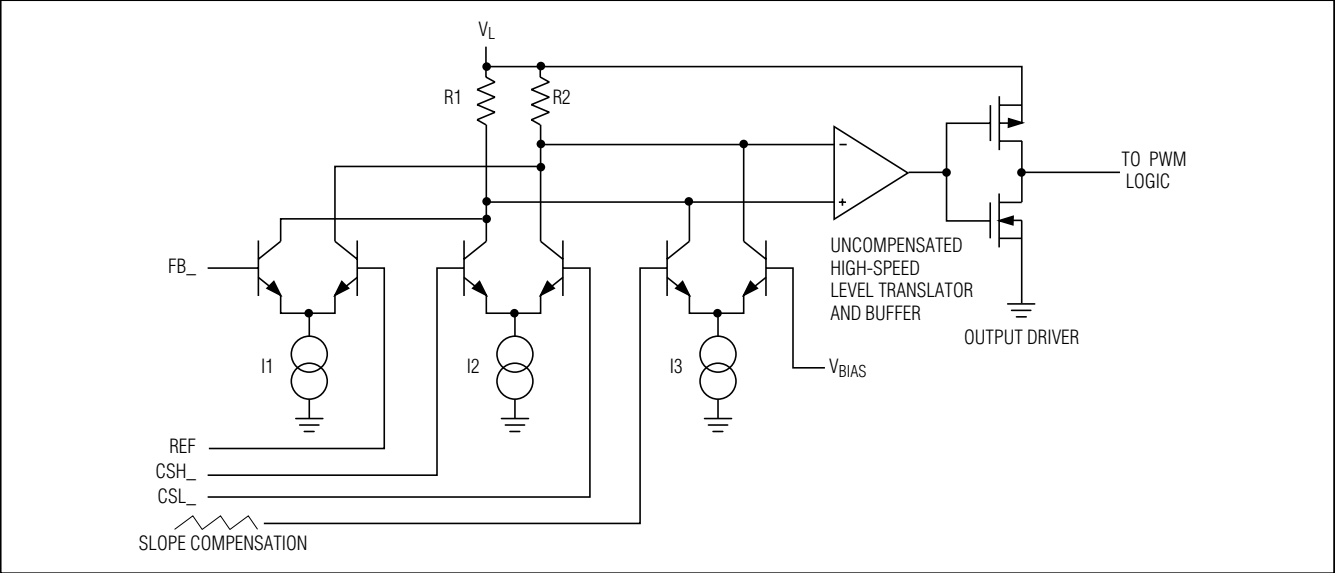 VL
R1
R2
−
+
TO PWM
LOGIC
FB_
UNCOMPENSATED
HIGH-SPEED
LEVEL TRANSLATOR
AND BUFFER
OUTPUT DRIVER
I1
I2
I3
VBIAS
REF
CSH_
CSL_
SLOPE COMPENSATION